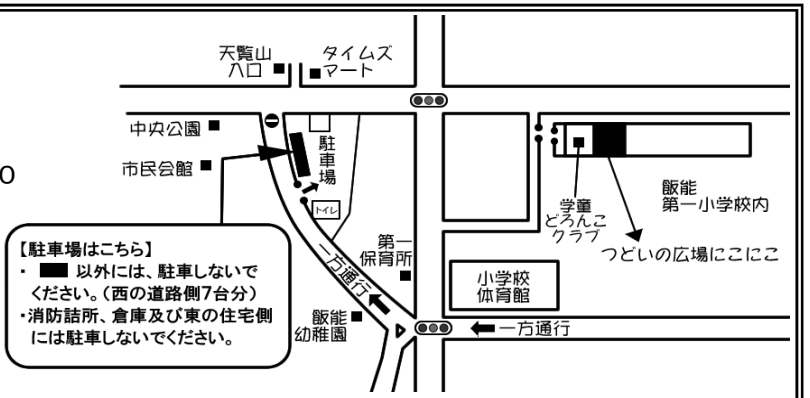 天覧山
入口
タイムズ
マート
中央公園
市民会館
駐車場
トイレ
0
【駐車場はこちら】
・ 以外には、駐車しないで
ください。(西の道路側7台分)
・消防詰所、倉庫及び東の住宅側
には駐車しないでください。
一方通行
第一
保育所
飯能
幼稚園
学童
どろんこ
クラブ
飯能
第一小学校内
つどいの広場にこにこ
小学校
体育館
一方通行